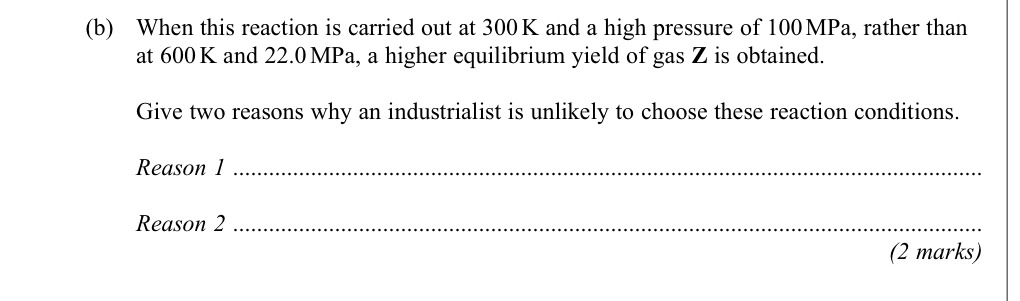 (b) When this reaction is carried out at 300 K and a high pressure of 100 MPa, rather than
at 600 K and 22.0 MPa, a higher equilibrium yield of gas Z is obtained.
Give two reasons why an industrialist is unlikely to choose these reaction conditions.
Reason 1 ....................................................................................................
Reason 2 ....................................................................................................
(2 marks)